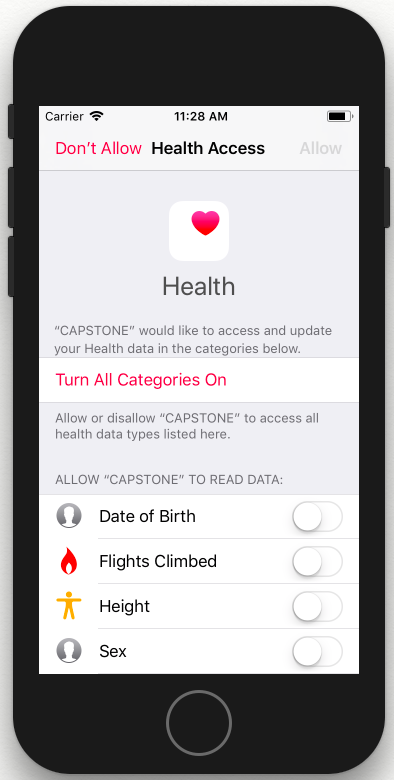 Carrier 11:28 AM
Don’t Allow Health Access Allow
Health
“CAPSTONE” would like to access and update
your Health data in the categories below.
Turn All Categories On
Allow or disallow “CAPSTONE” to access all
health data types listed here.
ALLOW “CAPSTONE” TO READ DATA:
Date of Birth
Flights Climbed
Height
Sex